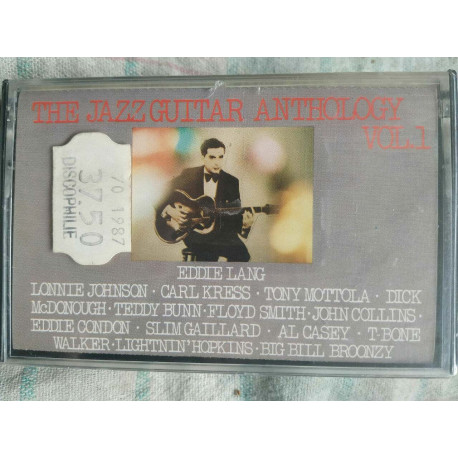 THE JAZZ GUITAR ANTHOLOGY
VOL.1
DISCOPHILIE
37.50
70 1987
EDDIE LANG
LONNIE JOHNSON · CARL KRESS · TONY MOTTOLA · DICK
McDONOUGH · TEDDY BUNN · FLOYD SMITH · JOHN COLLINS ·
EDDIE CONDON · SLIM GAILLARD · AL CASEY · T-BONE
WALKER · LIGHTNIN' HOPKINS · BIG BILL BROONZY